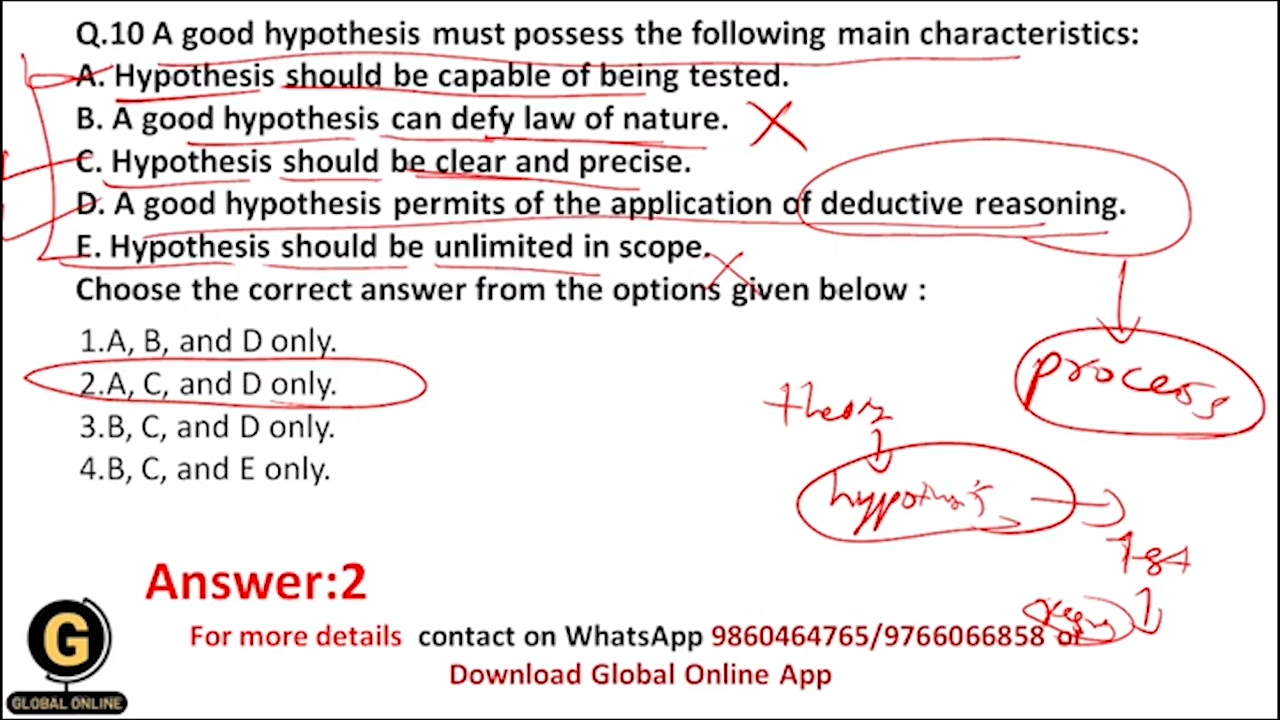 Q.10 A good hypothesis must possess the following main characteristics:
A. Hypothesis should be capable of being tested.
B. A good hypothesis can defy law of nature.
C. Hypothesis should be clear and precise.
D. A good hypothesis permits of the application of deductive reasoning.
E. Hypothesis should be unlimited in scope.
Choose the correct answer from the options given below :
1.A, B, and D only.
2.A, C, and D only.
3.B, C, and D only.
4.B, C, and E only.
process
theory
hypothesis
test
Answer:2
For more details contact on WhatsApp 9860464765/9766066858 or
Download Global Online App
G
GLOBAL ONLINE